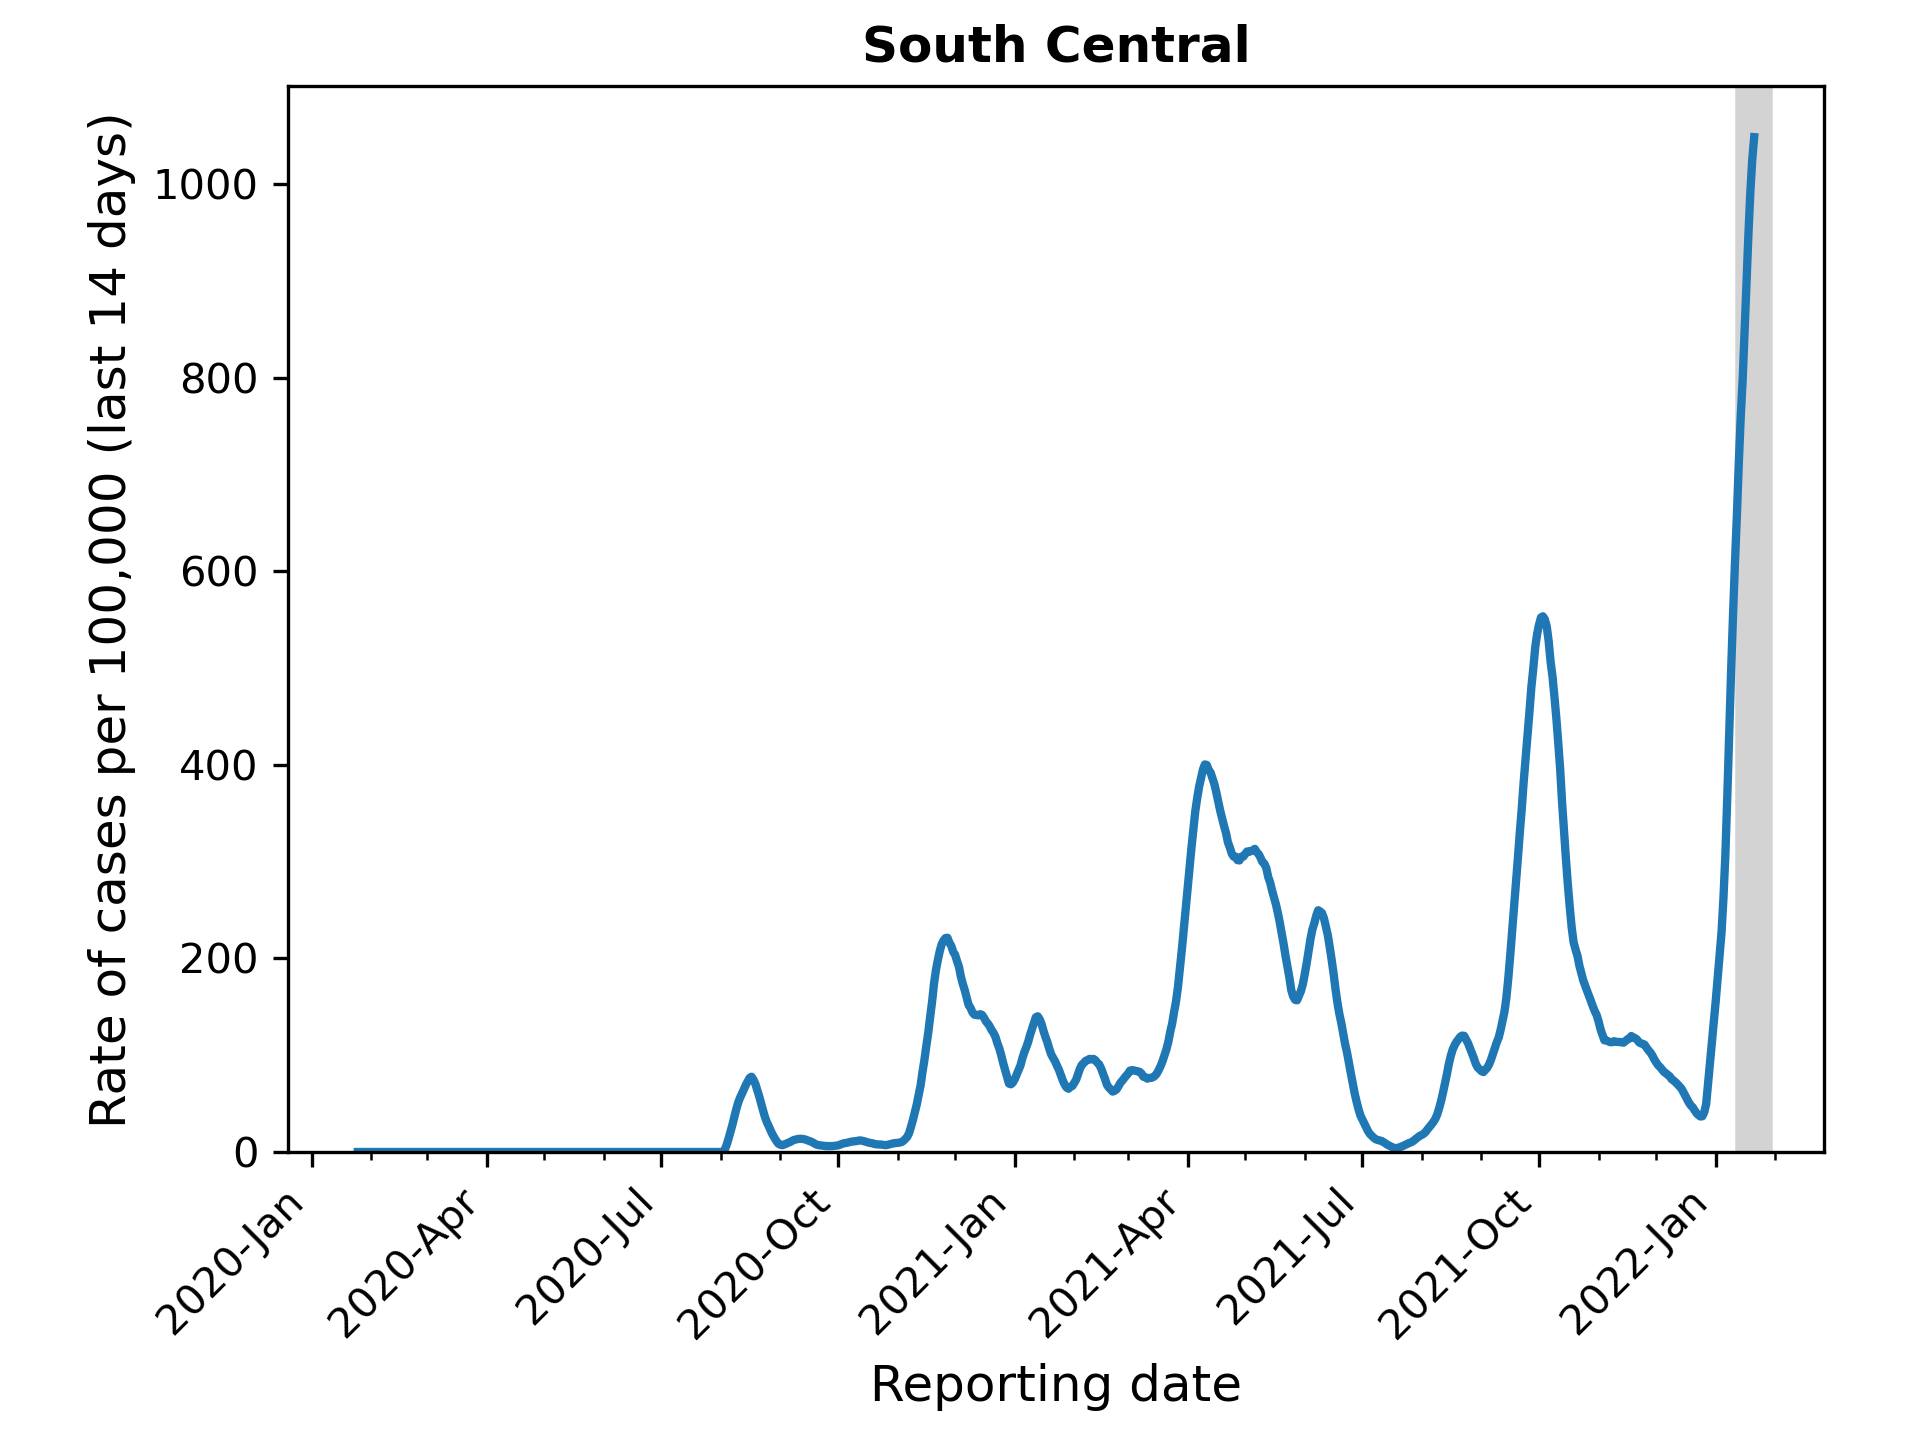 South Central
Rate of cases per 100,000 (last 14 days)
1000
800
600
400
200
0
2020-Jan
2020-Apr
2020-Jul
2020-Oct
2021-Jan
2021-Apr
2021-Jul
2021-Oct
2022-Jan
Reporting date